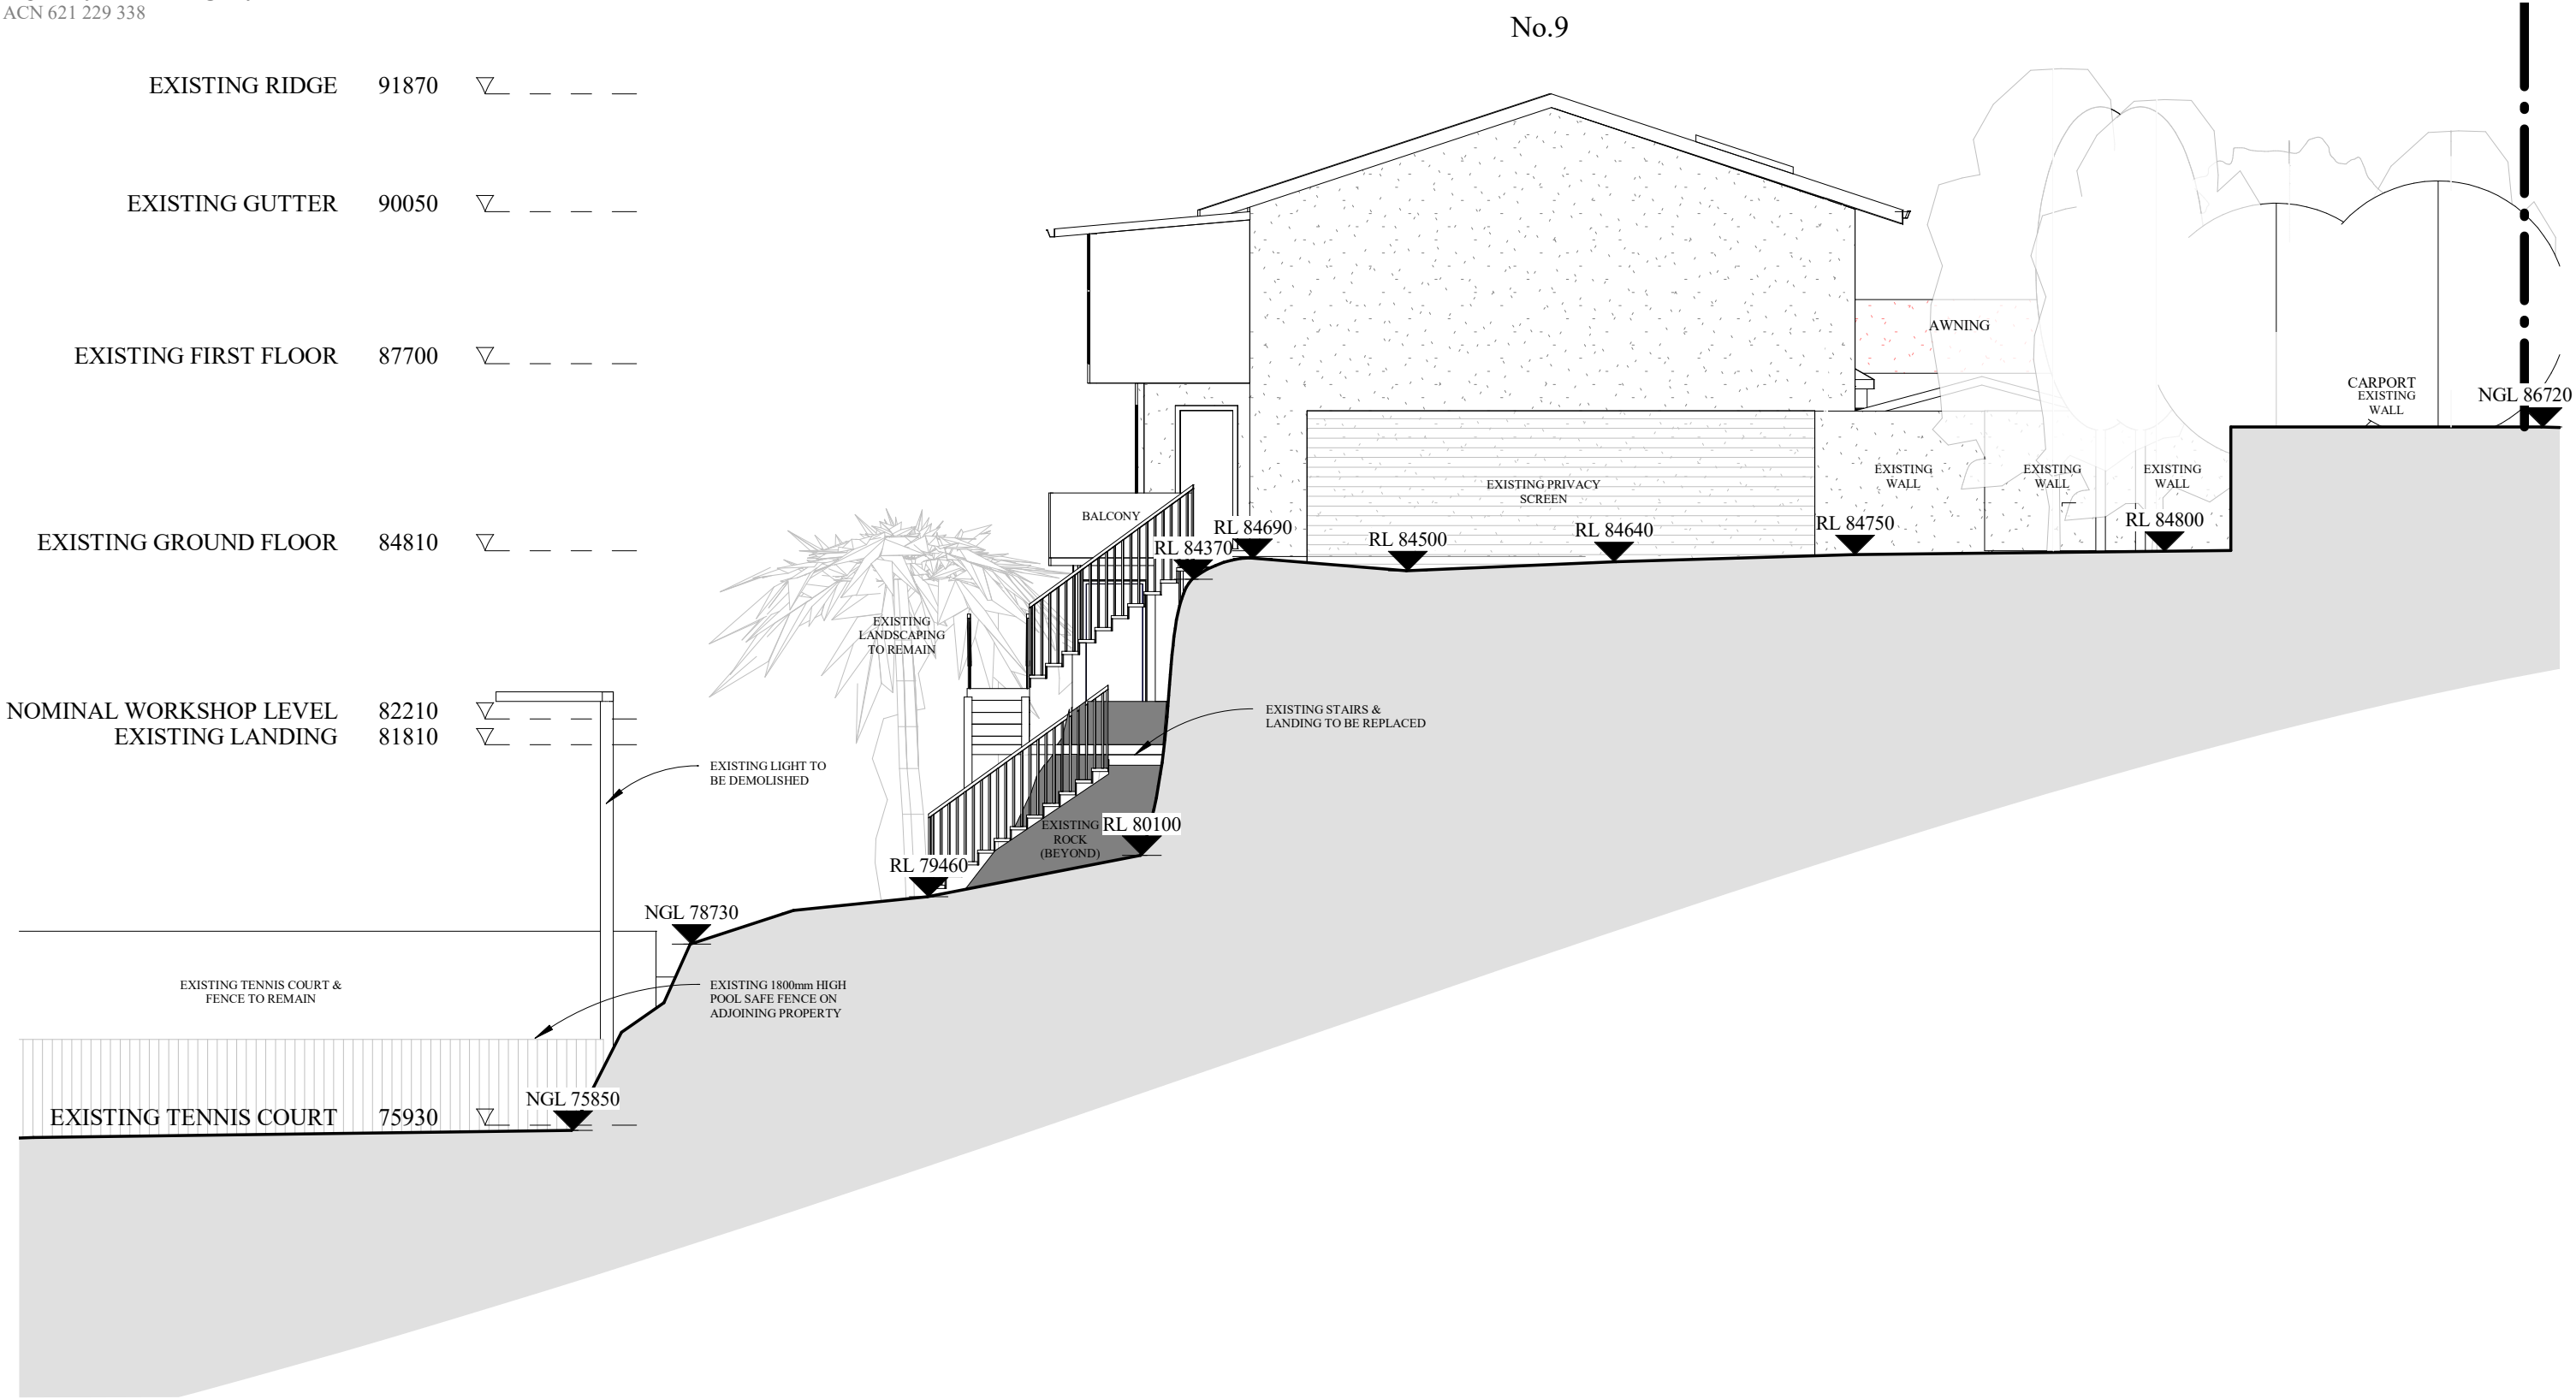 ACN 621 229 338
No.9
EXISTING RIDGE 91870
EXISTING GUTTER 90050
EXISTING FIRST FLOOR 87700
EXISTING GROUND FLOOR 84810
NOMINAL WORKSHOP LEVEL 82210
EXISTING LANDING 81810
EXISTING TENNIS COURT 75930
AWNING
CARPORT
EXISTING
WALL
NGL 86720
EXISTING PRIVACY
SCREEN
EXISTING
WALL
EXISTING
WALL
EXISTING
WALL
BALCONY
RL 84690
RL 84370
RL 84500
RL 84640
RL 84750
RL 84800
EXISTING
LANDSCAPING
TO REMAIN
EXISTING STAIRS &
LANDING TO BE REPLACED
EXISTING LIGHT TO
BE DEMOLISHED
EXISTING
ROCK
(BEYOND)
RL 80100
RL 79460
NGL 78730
EXISTING TENNIS COURT &
FENCE TO REMAIN
EXISTING 1800mm HIGH
POOL SAFE FENCE ON
ADJOINING PROPERTY
NGL 75850